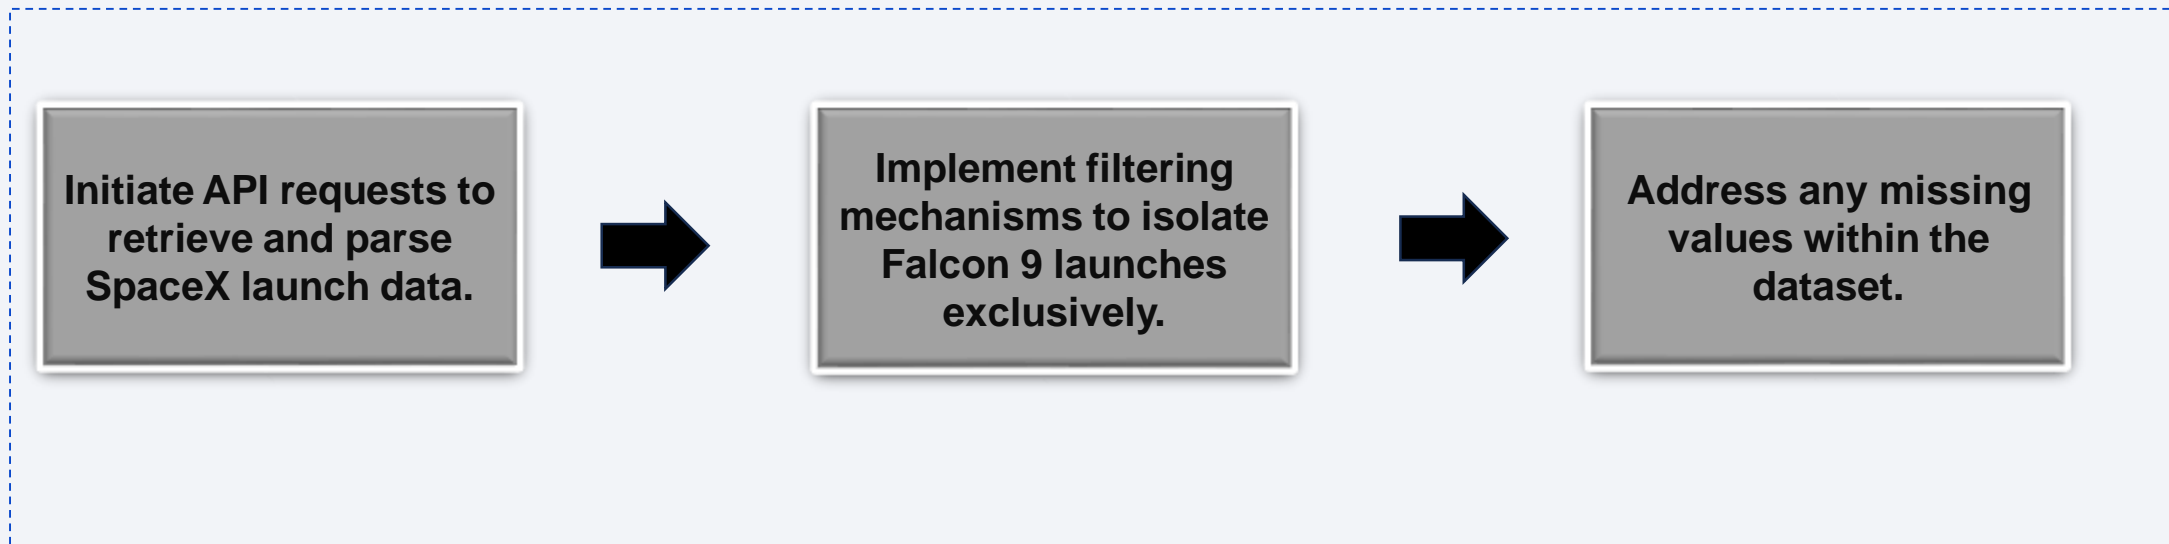 Initiate API requests to
retrieve and parse
SpaceX launch data.
Implement filtering
mechanisms to isolate
Falcon 9 launches
exclusively.
Address any missing
values within the
dataset.